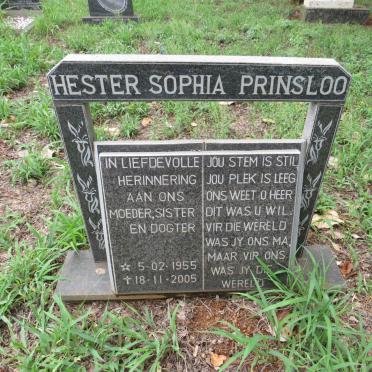 HESTER SOPHIA PRINSLOO
IN LIEFDEVOLLE
HERINNERING
AAN ONS
MOEDER, SISTER
EN DOGTER
* 5-02-1955
† 18-11-2005
JOU STEM IS STIL
JOU PLEK IS LEEG
ONS WEET O HEER
DIT WAS U WIL.
VIR DIE WERELD
WAS JY ONS MA,
MAAR VIR ONS
WAS JY DIE
WERELD